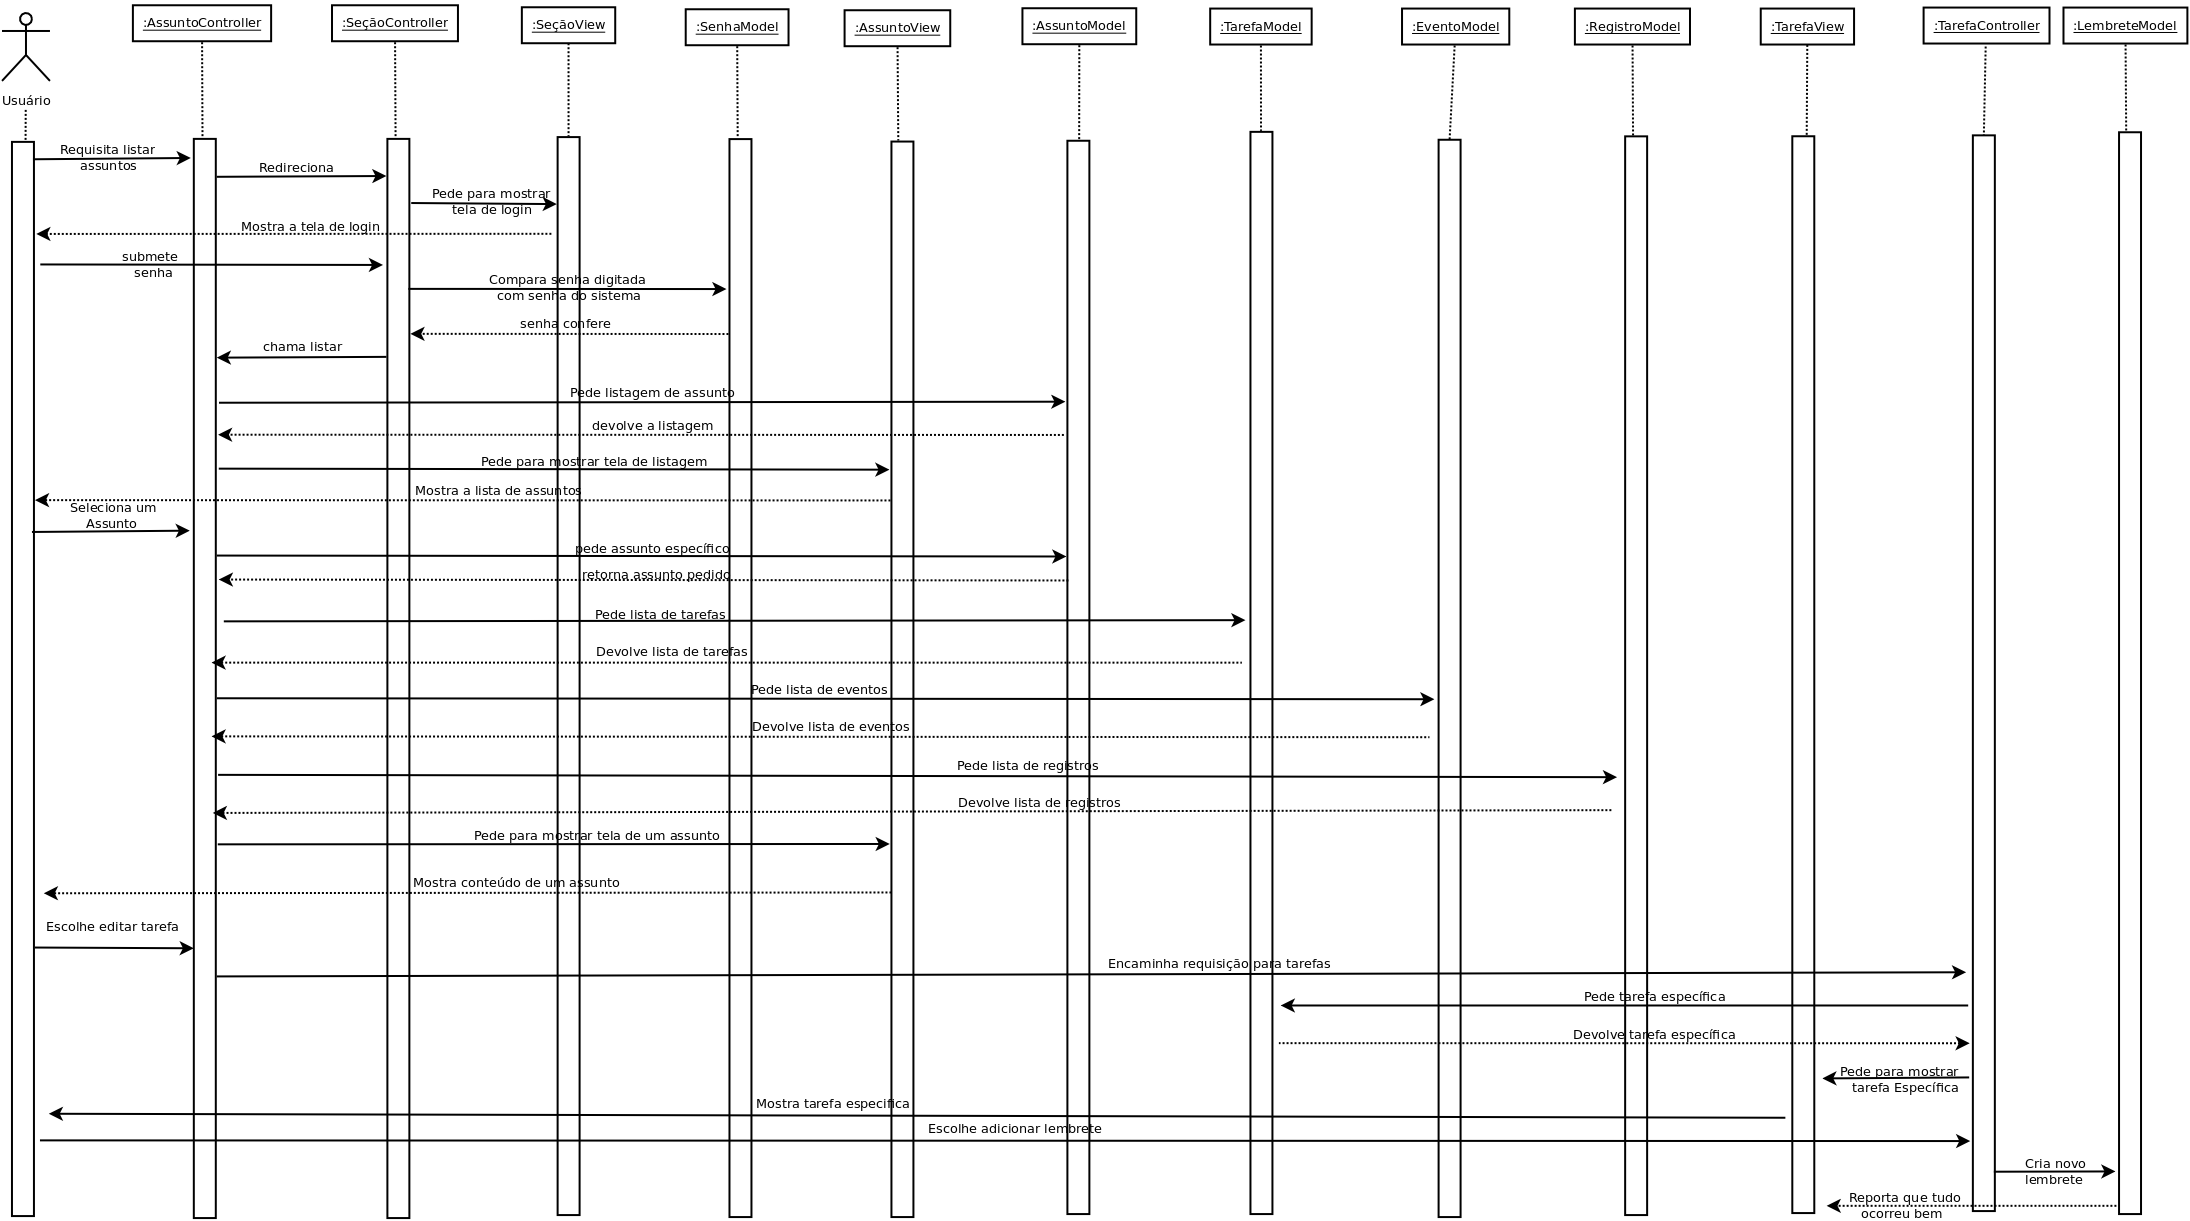 :AssuntoController
:SeçãoController
:SeçãoView
:SenhaModel
:AssuntoView
:AssuntoModel
:TarefaModel
:EventoModel
:RegistroModel
:TarefaView
:TarefaController
:LembreteModel
Usuário
Requisita listar
assuntos
Redireciona
Pede para mostrar
tela de login
Mostra a tela de login
submete
senha
Compara senha digitada
com senha do sistema
senha confere
chama listar
Pede listagem de assunto
devolve a listagem
Pede para mostrar tela de listagem
Mostra a lista de assuntos
Seleciona um
Assunto
pede assunto específico
retorna assunto pedido
Pede lista de tarefas
Devolve lista de tarefas
Pede lista de eventos
Devolve lista de eventos
Pede lista de registros
Devolve lista de registros
Pede para mostrar tela de um assunto
Mostra conteúdo de um assunto
Escolhe editar tarefa
Encaminha requisição para tarefas
Pede tarefa específica
Devolve tarefa específica
Pede para mostrar
tarefa Específica
Mostra tarefa especifica
Escolhe adicionar lembrete
Cria novo
lembrete
Reporta que tudo
ocorreu bem